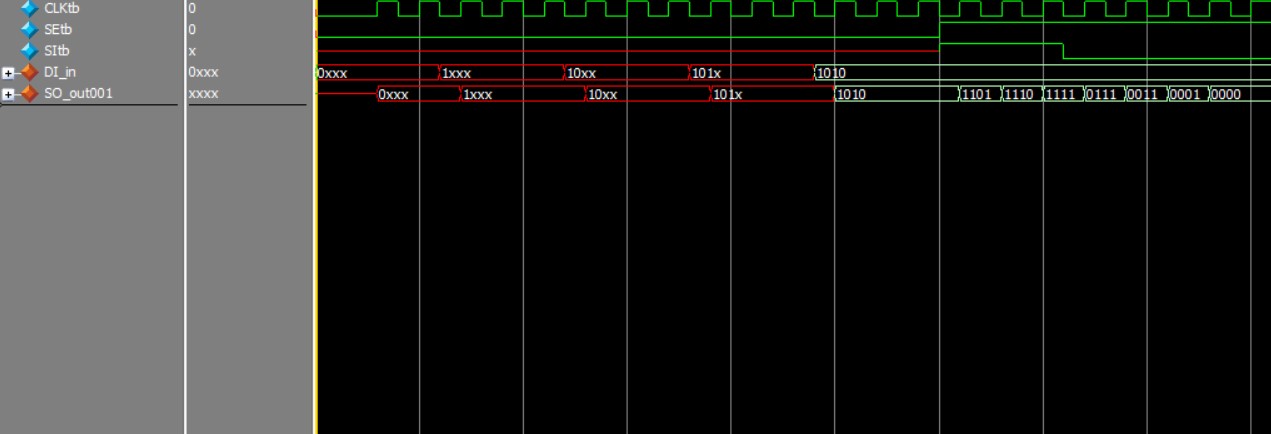 CLKtb 0
SEtb 0
SItb x
DI_in 0xxx 0xxx 1xxx 10xx 101x 1010
SO_out001 xxxx 0xxx 1xxx 10xx 101x 1010 1101 1110 1111 0111 0011 0001 0000